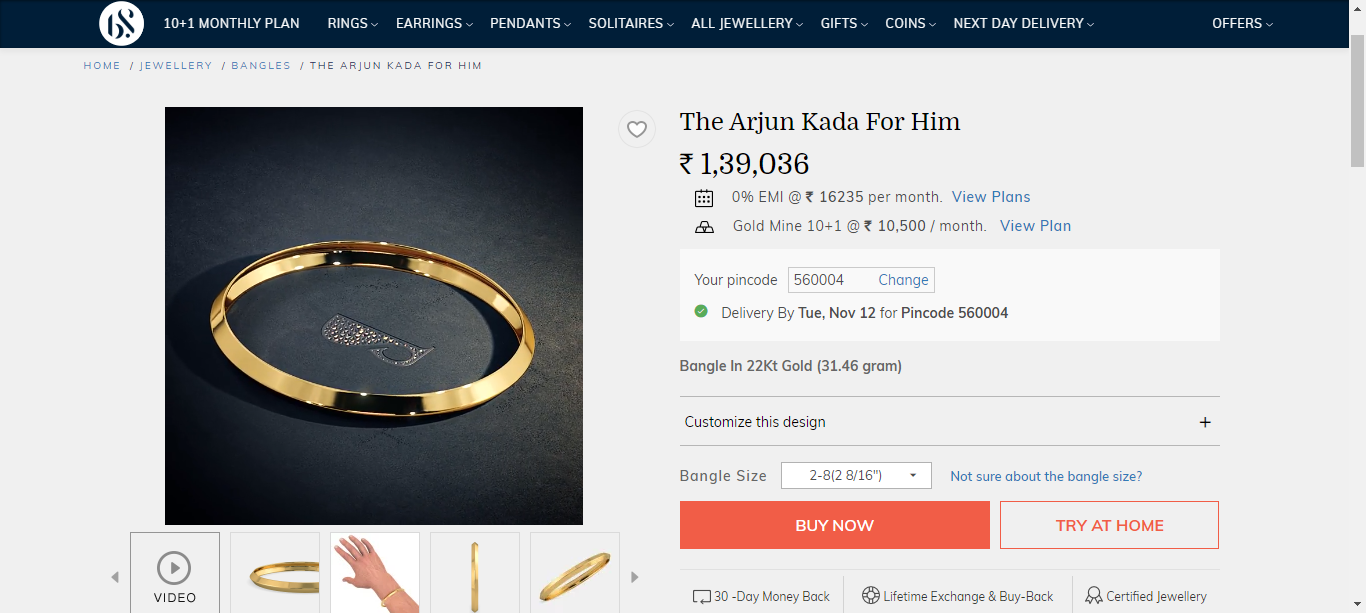 BS
10+1 MONTHLY PLAN RINGS EARRINGS PENDANTS SOLITAIRES ALL JEWELLERY GIFTS COINS NEXT DAY DELIVERY OFFERS
HOME / JEWELLERY / BANGLES / THE ARJUN KADA FOR HIM
The Arjun Kada For Him
₹ 1,39,036
0% EMI @ ₹ 16235 per month. View Plans
Gold Mine 10+1 @ ₹ 10,500 / month. View Plan
Your pincode 560004 Change
Delivery By Tue, Nov 12 for Pincode 560004
Bangle In 22Kt Gold (31.46 gram)
Customize this design +
Bangle Size 2-8(2 8/16") Not sure about the bangle size?
BUY NOW TRY AT HOME
VIDEO
30 -Day Money Back Lifetime Exchange & Buy-Back Certified Jewellery